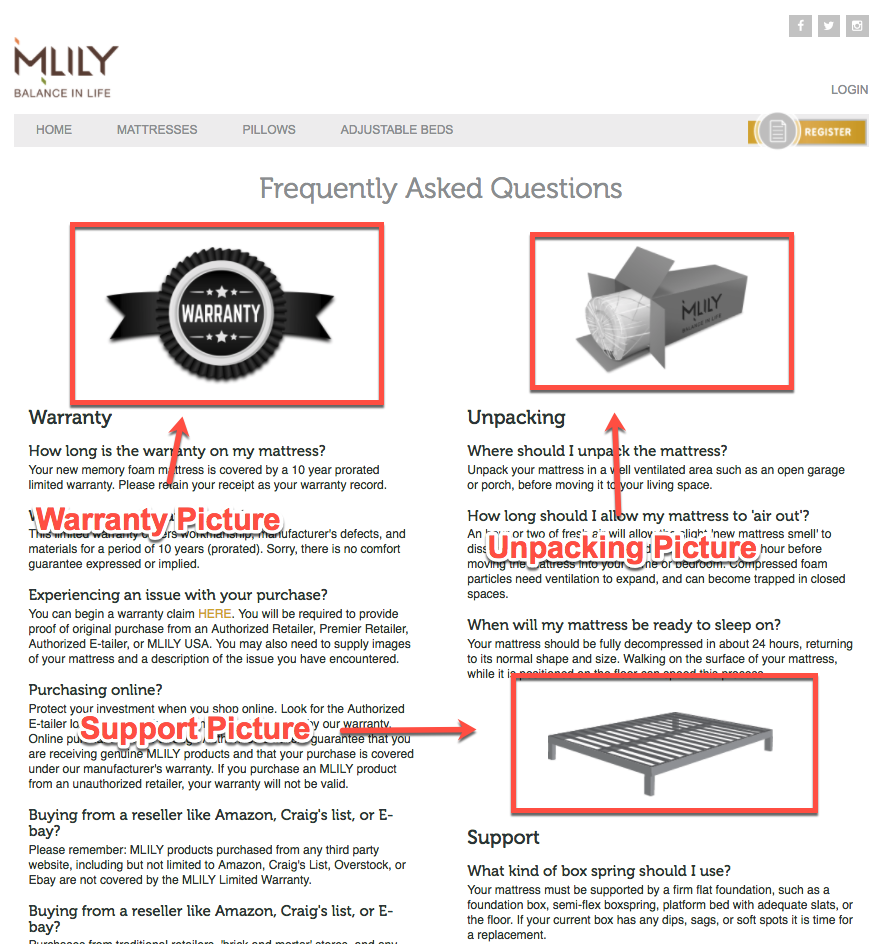 MLILY
BALANCE IN LIFE
LOGIN
HOME MATTRESSES PILLOWS ADJUSTABLE BEDS REGISTER
Frequently Asked Questions
WARRANTY
Warranty
How long is the warranty on my mattress?
Your new memory foam mattress is covered by a 10 year prorated
limited warranty. Please retain your receipt as your warranty record.
Warranty Picture
This limited warranty covers workmanship, manufacturer's defects, and
materials for a period of 10 years (prorated). Sorry, there is no comfort
guarantee expressed or implied.
Experiencing an issue with your purchase?
You can begin a warranty claim HERE. You will be required to provide
proof of original purchase from an Authorized Retailer, Premier Retailer,
Authorized E-tailer, or MLILY USA. You may also need to supply images
of your mattress and a description of the issue you have encountered.
Purchasing online?
Protect your investment when you shop online. Look for the Authorized
E-tailer by our warranty.
Support Picture
Online guarantee that you
are receiving genuine MLILY products and that your purchase is covered
under our manufacturer's warranty. If you purchase an MLILY product
from an unauthorized retailer, your warranty will not be valid.
Buying from a reseller like Amazon, Craig's list, or E-
bay?
Please remember: MLILY products purchased from any third party
website, including but not limited to Amazon, Craig's List, Overstock, or
Ebay are not covered by the MLILY Limited Warranty.
Buying from a reseller like Amazon, Craig's list, or E-
bay?
Purchases from traditional retailers, 'brick and mortar' stores, and any
MLILY
BALANCE IN LIFE
Unpacking
Where should I unpack the mattress?
Unpack your mattress in a well ventilated area such as an open garage
or porch, before moving it to your living space.
How long should I allow my mattress to 'air out'?
An hour or two of fresh air will allow the slight 'new mattress smell' to
Unpacking Picture
hour before
moving the mattress into your home or bedroom. Compressed foam
particles need ventilation to expand, and can become trapped in closed
spaces.
When will my mattress be ready to sleep on?
Your mattress should be fully decompressed in about 24 hours, returning
to its normal shape and size. Walking on the surface of your mattress,
while it is positioned on the floor can speed this process.
Support
What kind of box spring should I use?
Your mattress must be supported by a firm flat foundation, such as a
foundation box, semi-flex boxspring, platform bed with adequate slats, or
the floor. If your current box has any dips, sags, or soft spots it is time for
a replacement.